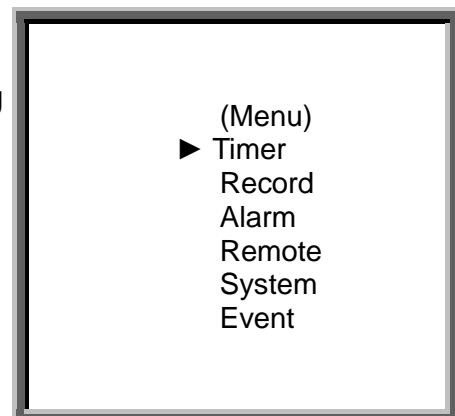 (Menu)
► Timer
Record
Alarm
Remote
System
Event